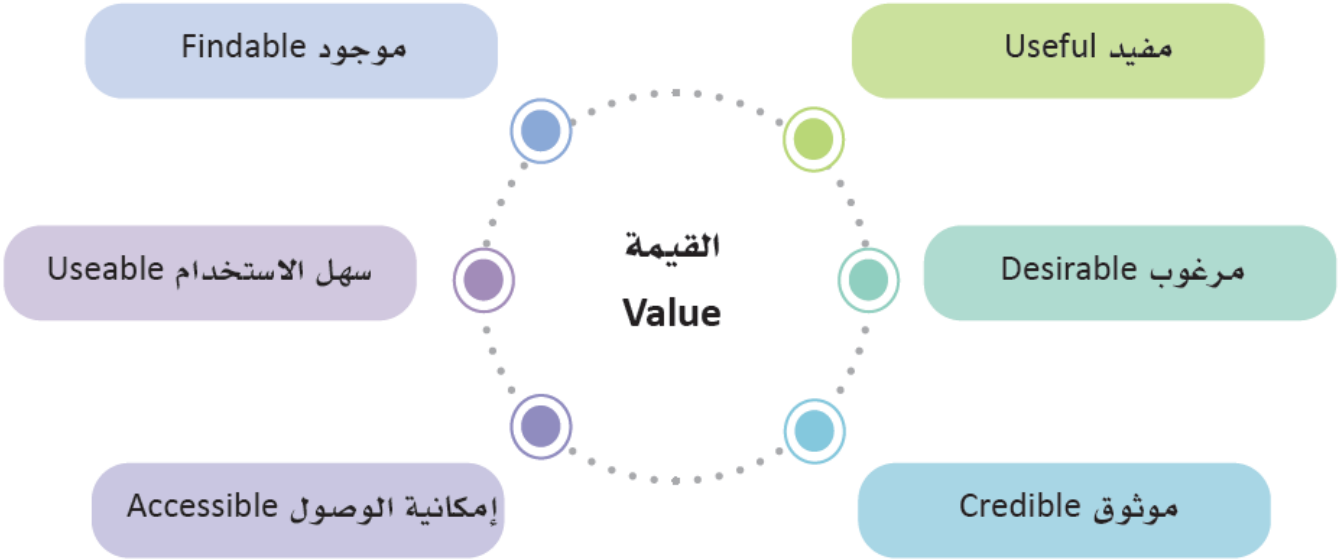 مفيد Useful
موجود Findable
القيمة
Value
مرغوب Desirable
سهل الاستخدام Useable
موثوق Credible
إمكانية الوصول Accessible